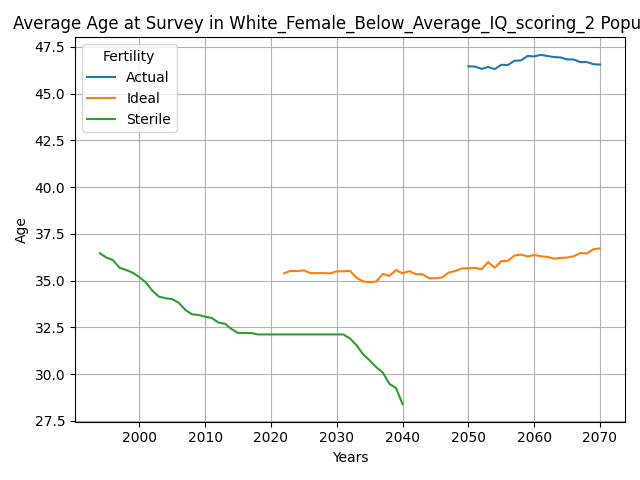 Average Age at Survey in White_Female_Below_Average_IQ_scoring_2 Popu
Fertility
Actual
Ideal
Sterile
47.5
45.0
42.5
40.0
37.5
35.0
32.5
30.0
27.5
Age
2000 2010 2020 2030 2040 2050 2060 2070
Years